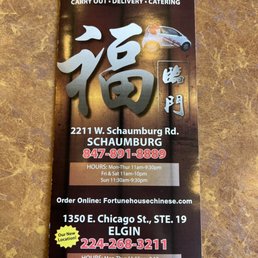 CARRY OUT • DELIVERY • CATERING
福
臨
門
2211 W. Schaumburg Rd.
SCHAUMBURG
847-891-8889
HOURS: Mon-Thur 11am-9:30pm
Fri & Sat 11am-10pm
Sun 11:30am-9:30pm
Order Online: Fortunehousechinese.com
1350 E. Chicago St., STE. 19
Our New Location!
ELGIN
224-268-3211